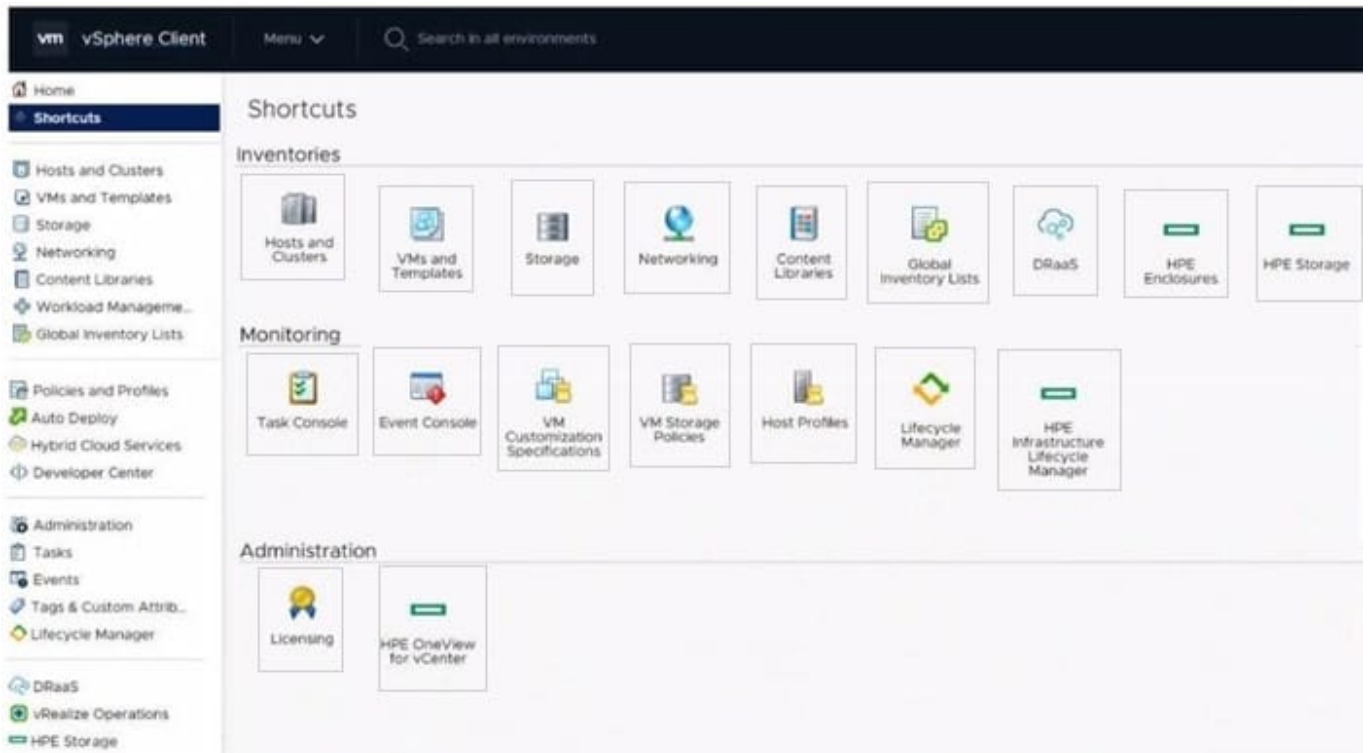 vm vSphere Client Menu Search in all environments
Home
Shortcuts
Hosts and Clusters
VMs and Templates
Storage
Networking
Content Libraries
Workload Manageme...
Global Inventory Lists
Policies and Profiles
Auto Deploy
Hybrid Cloud Services
Developer Center
Administration
Tasks
Events
Tags & Custom Attrib...
Lifecycle Manager
DRaaS
vRealize Operations
HPE Storage
Shortcuts
Inventories
Hosts and
Clusters
VMs and
Templates
Storage
Networking
Content
Libraries
Global
Inventory Lists
DRaaS
HPE
Enclosures
HPE Storage
Monitoring
Task Console
Event Console
VM
Customization
Specifications
VM Storage
Policies
Host Profiles
Lifecycle
Manager
HPE
Infrastructure
Lifecycle
Manager
Administration
Licensing
HPE OneView
for vCenter